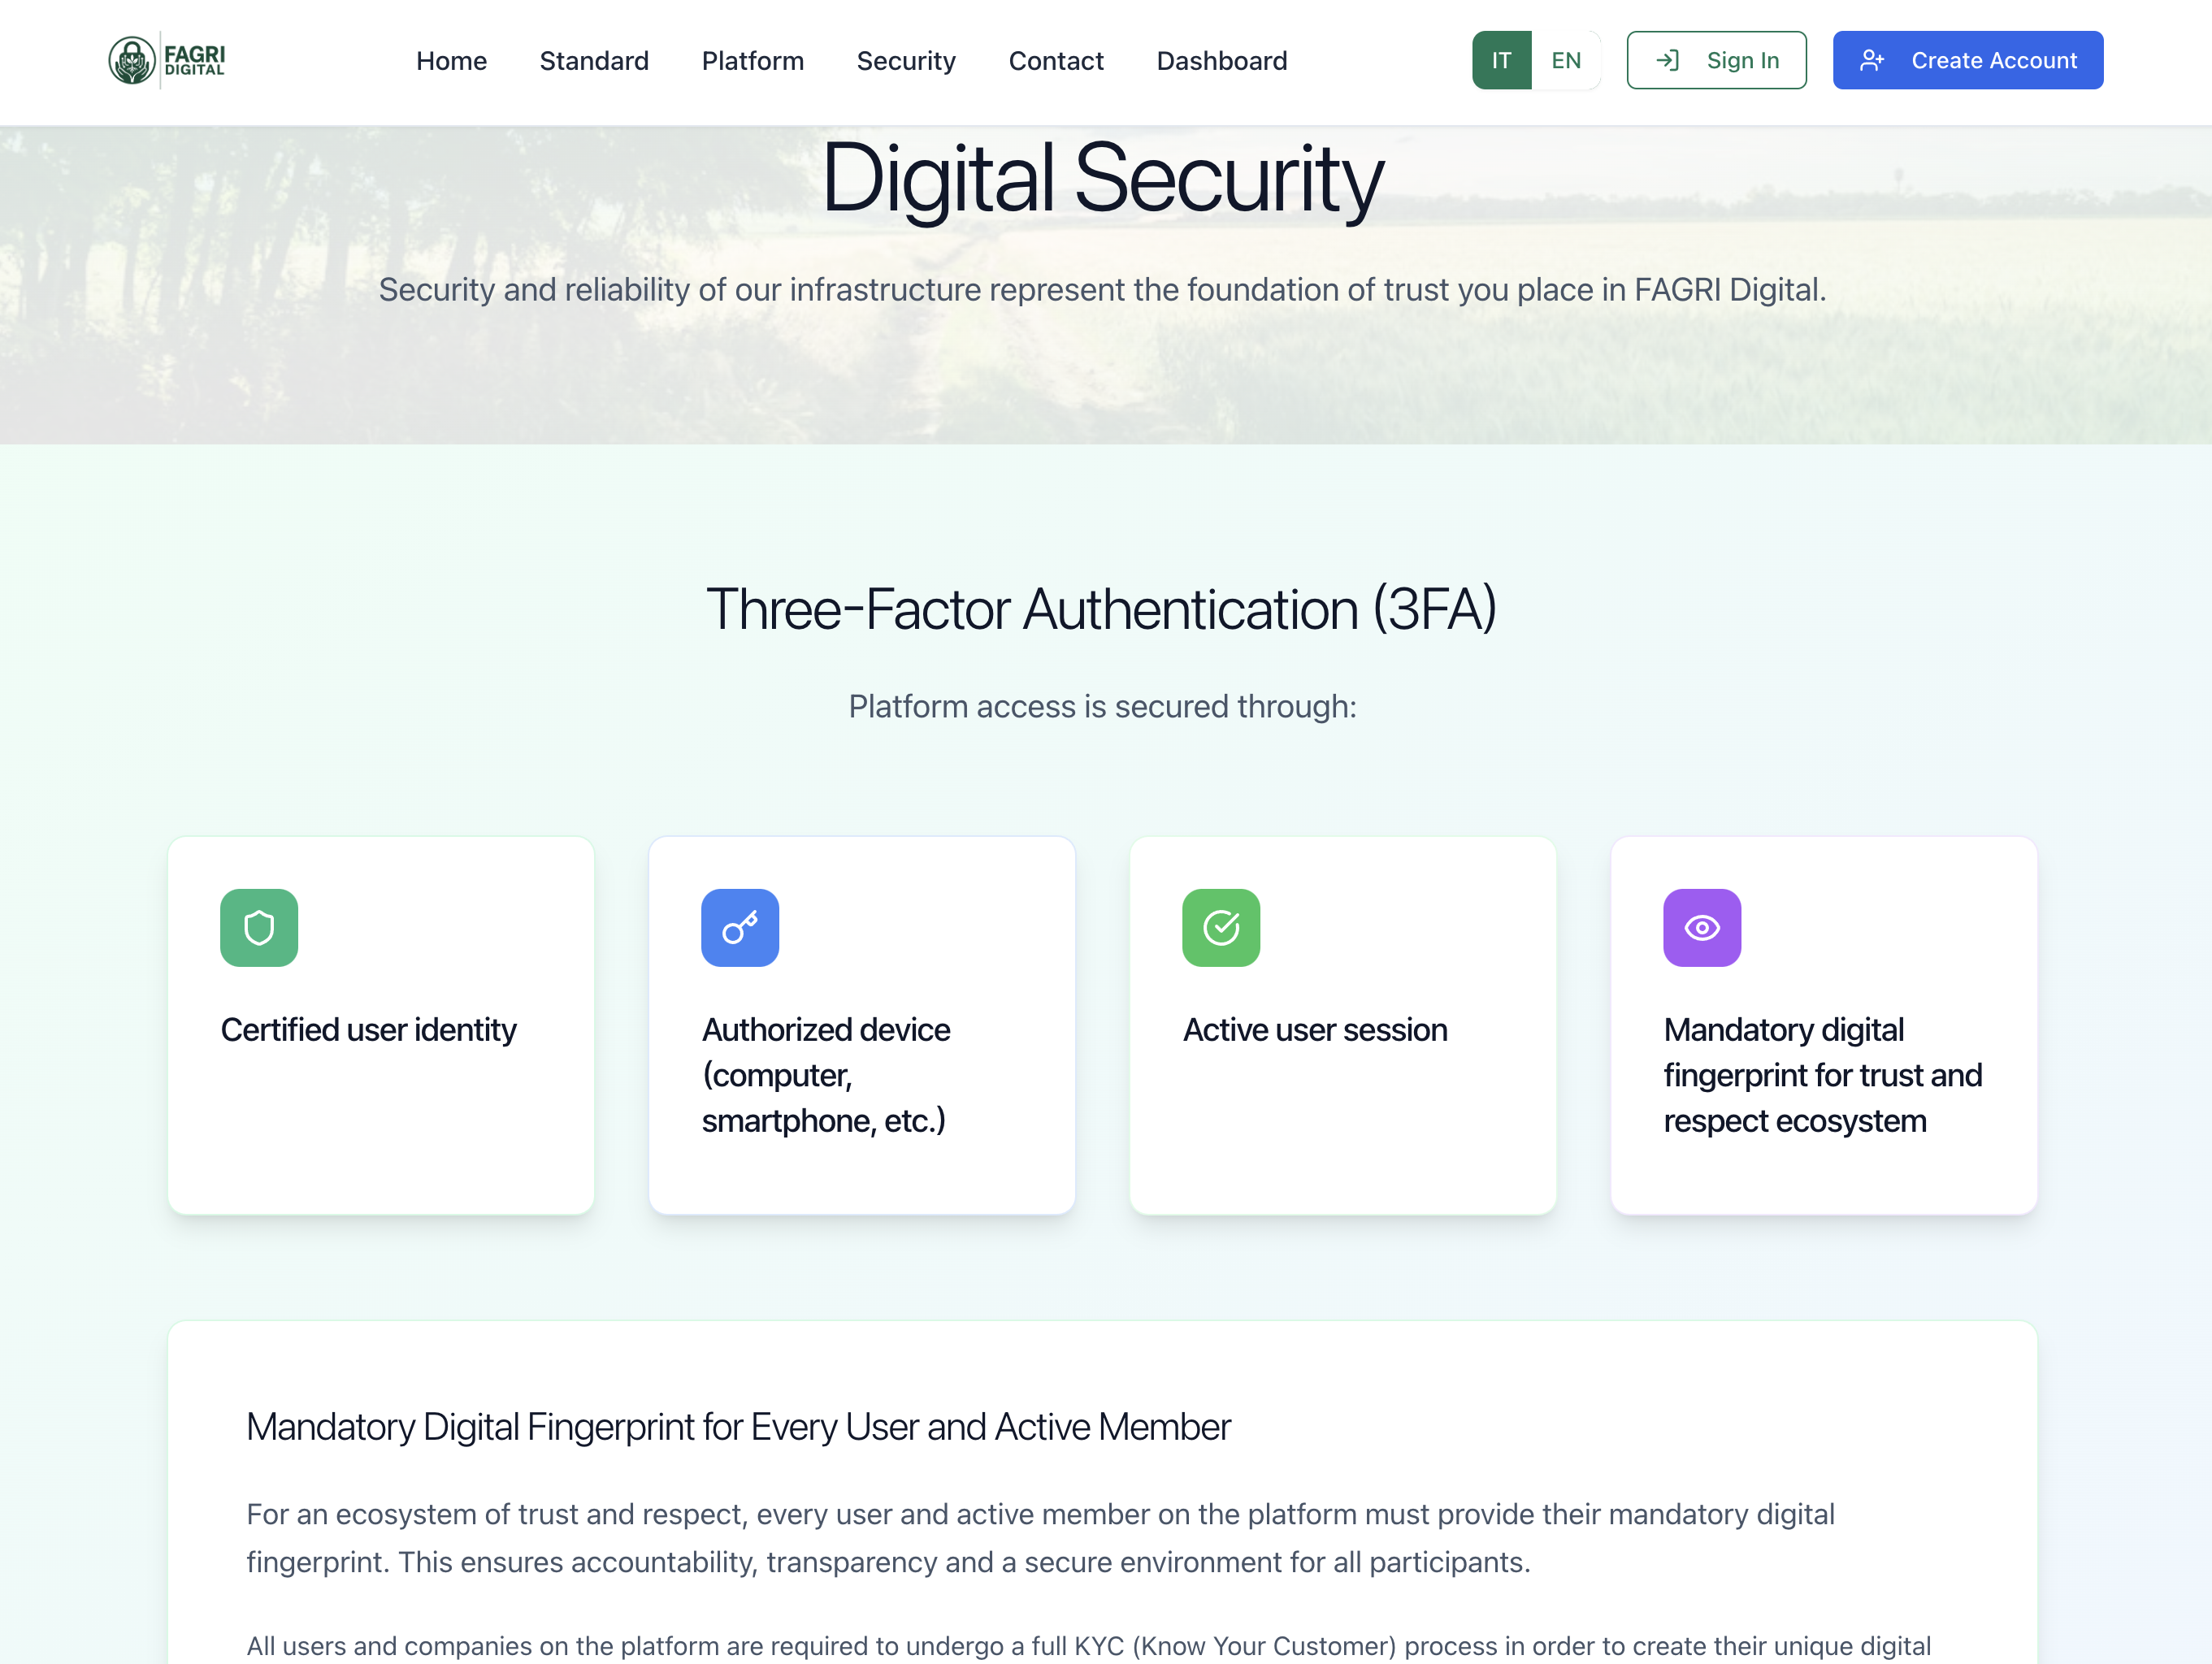 FAGRI
DIGITAL
Home Standard Platform Security Contact Dashboard IT EN Sign In Create Account
Digital Security
Security and reliability of our infrastructure represent the foundation of trust you place in FAGRI Digital.
Three-Factor Authentication (3FA)
Platform access is secured through:
Certified user identity
Authorized device
(computer,
smartphone, etc.)
Active user session
Mandatory digital
fingerprint for trust and
respect ecosystem
Mandatory Digital Fingerprint for Every User and Active Member
For an ecosystem of trust and respect, every user and active member on the platform must provide their mandatory digital
fingerprint. This ensures accountability, transparency and a secure environment for all participants.
All users and companies on the platform are required to undergo a full KYC (Know Your Customer) process in order to create their unique digital